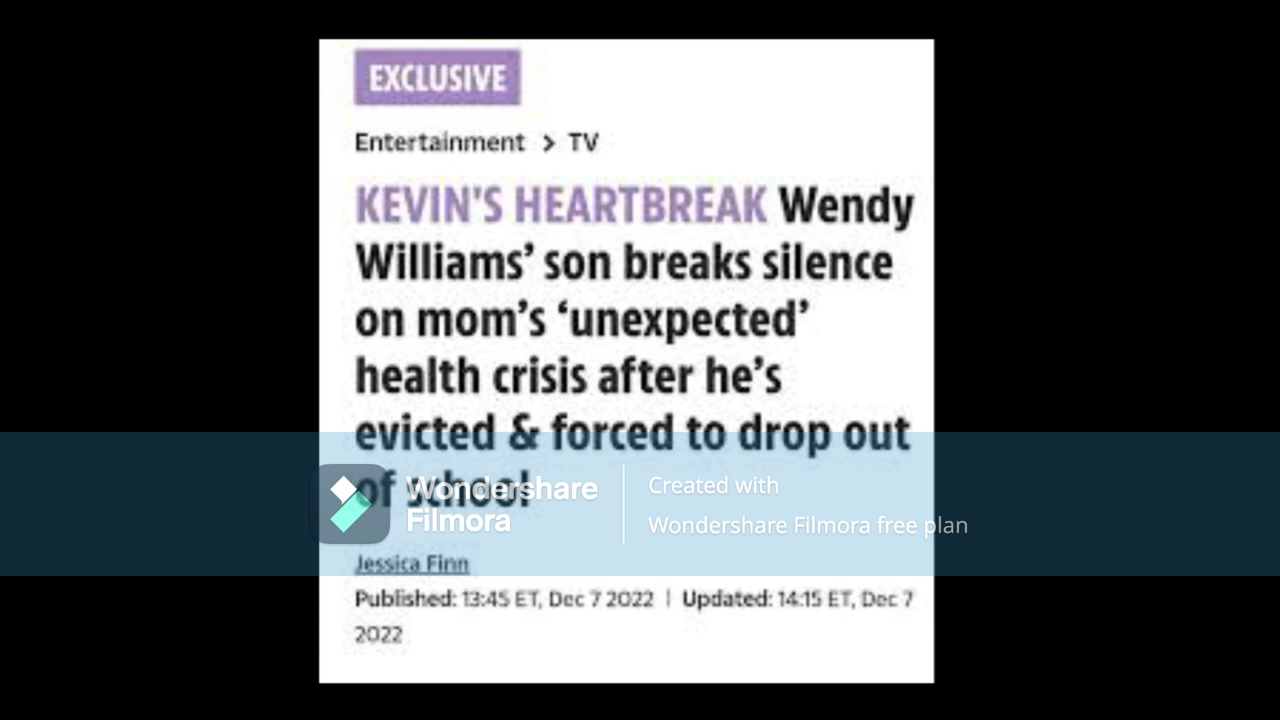 EXCLUSIVE
Entertainment > TV
KEVIN'S HEARTBREAK Wendy
Williams’ son breaks silence
on mom’s ‘unexpected’
health crisis after he’s
evicted & forced to drop out
of school
Wondershare
Filmora
Created with
Wondershare Filmora free plan
Jessica Finn
Published: 13:45 ET, Dec 7 2022 | Updated: 14:15 ET, Dec 7
2022